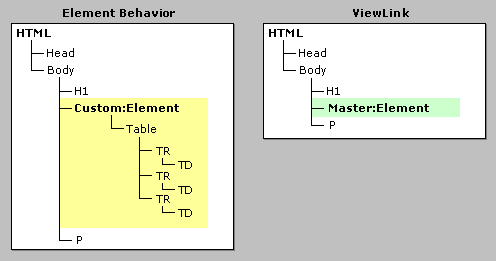 Element Behavior
HTML
Head
Body
H1
Custom:Element
Table
TR
TD
TR
TD
TR
TD
P
ViewLink
HTML
Head
Body
H1
Master:Element
P